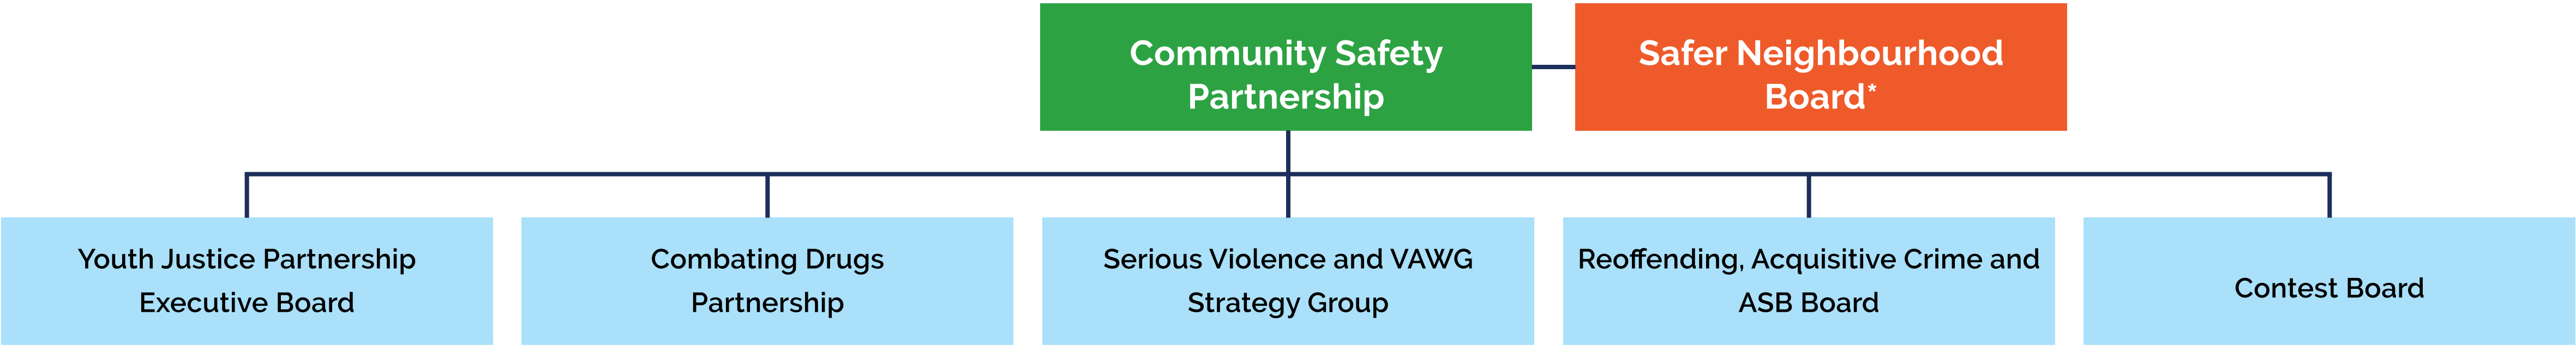 Community Safety
Partnership
Safer Neighbourhood
Board*
Youth Justice Partnership
Executive Board
Combating Drugs
Partnership
Serious Violence and VAWG
Strategy Group
Reoffending, Acquisitive Crime and
ASB Board
Contest Board